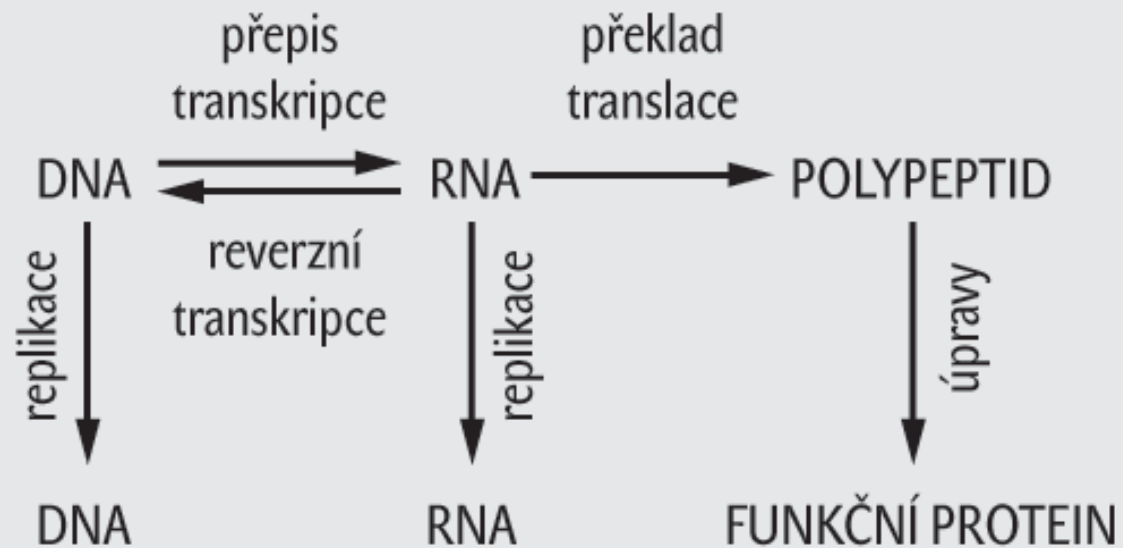 přepis
transkripce
překlad
translace
DNA
RNA
POLYPEPTID
reverzní
transkripce
replikace
replikace
úpravy
DNA
RNA
FUNKČNÍ PROTEIN